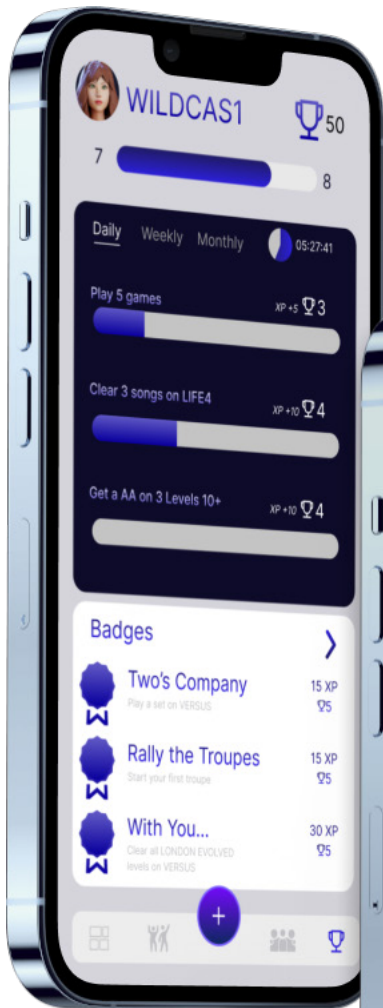 WILDCAS1
50
7
8
Daily Weekly Monthly 05:27:41
Play 5 games
XP +5 3
Clear 3 songs on LIFE4
XP +10 4
Get a AA on 3 Levels 10+
XP +10 4
Badges
Two's Company 15 XP
Play a set on VERSUS 5
Rally the Troupes 15 XP
Start your first troupe 5
With You... 30 XP
Clear all LONDON EVOLVED 5
levels on VERSUS
+